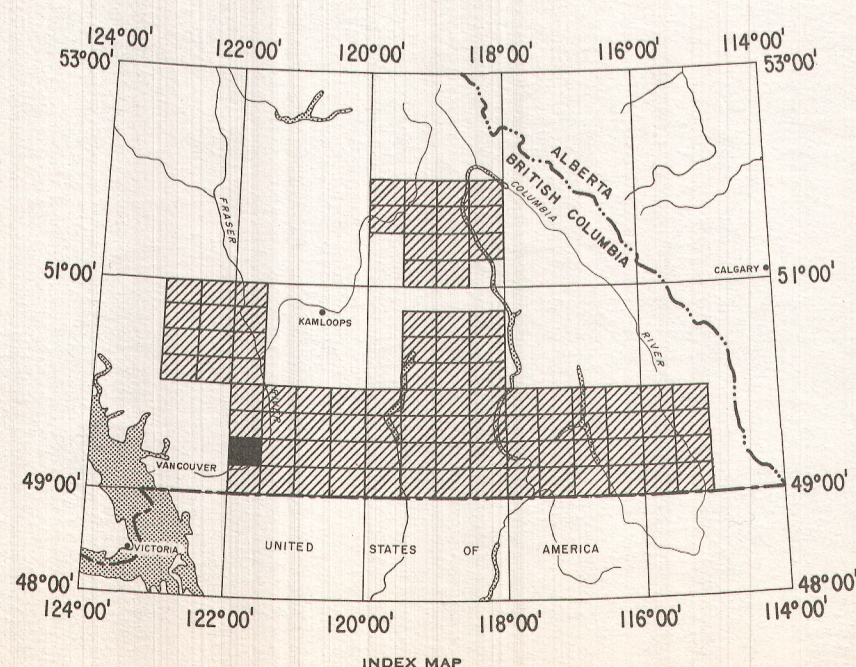 124°00'
122°00'
120°00'
118°00'
116°00'
114°00'
53°00'
53°00'
ALBERTA
BRITISH COLUMBIA
COLUMBIA
FRASER
CALGARY
51°00'
51°00'
KAMLOOPS
RIVER
RIVER
VANCOUVER
49°00'
49°00'
VICTORIA
UNITED STATES OF AMERICA
48°00'
48°00'
124°00'
122°00'
120°00'
118°00'
116°00'
114°00'
INDEX MAP